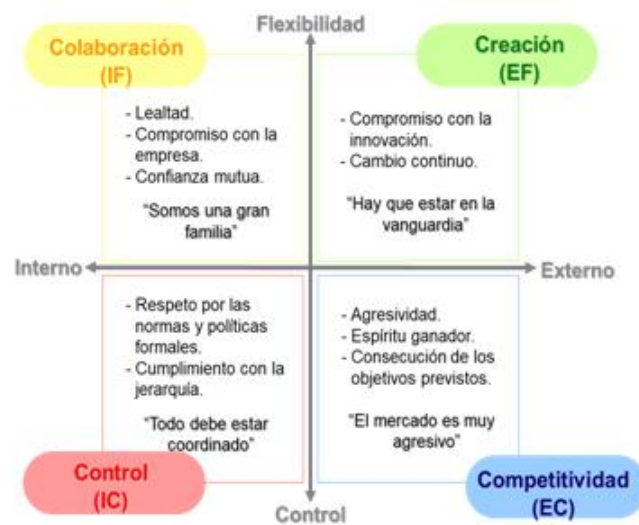 Flexibilidad
Colaboración
(IF)
Creación
(EF)
- Lealtad.
- Compromiso con la
empresa.
- Confianza mutua.
"Somos una gran
familia"
- Compromiso con la
innovación.
- Cambio continuo.
"Hay que estar en la
vanguardia"
Interno
Externo
- Respeto por las
normas y políticas
formales.
- Cumplimiento con la
jerarquía.
"Todo debe estar
coordinado"
- Agresividad.
- Espíritu ganador.
- Consecución de los
objetivos previstos.
"El mercado es muy
agresivo"
Control
(IC)
Competitividad
(EC)
Control